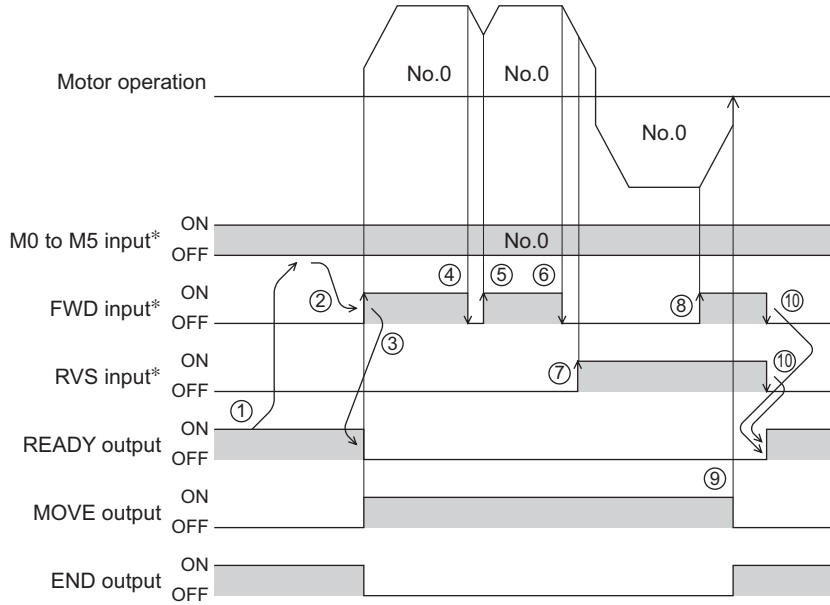 Motor operation
No.0 No.0
No.0
M0 to M5 input*
ON
OFF
No.0
FWD input*
ON
OFF
② ④ ⑤ ⑥ ⑧ ⑩
③
RVS input*
ON
OFF
⑦ ⑩
①
READY output
ON
OFF
MOVE output
ON
OFF
⑨
END output
ON
OFF